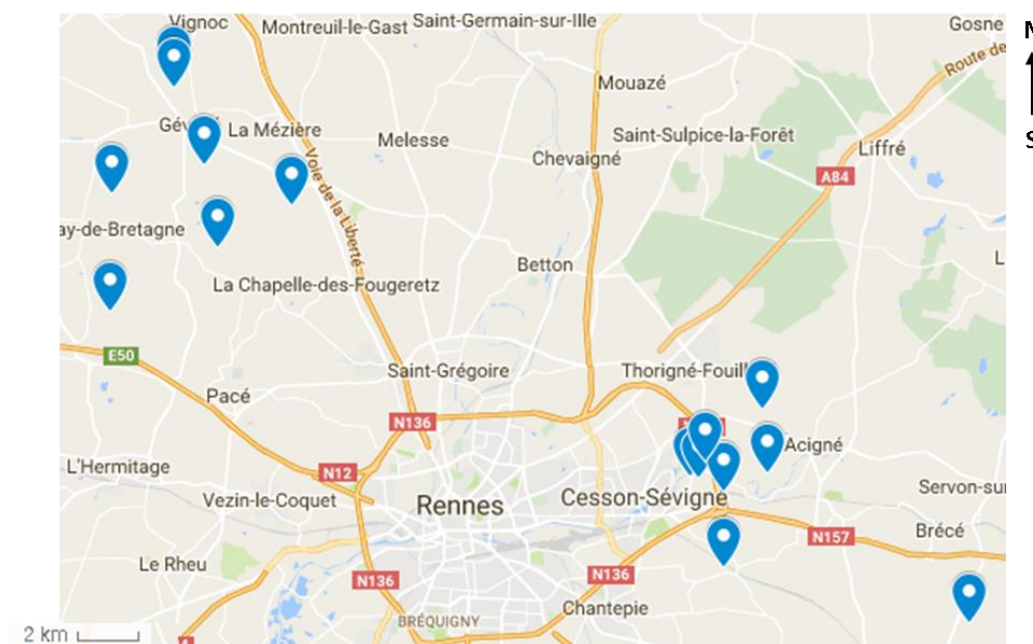 Vignoc
Montreuil-le-Gast
Saint-Germain-sur-Ille
Gosne
N
Route de
Mouazé
S
La Mézière
Melesse
Saint-Sulpice-la-Forêt
Chevaigné
Liffré
A84
Voie de la Liberté
ay-de-Bretagne
Betton
L
La Chapelle-des-Fougeretz
E50
Saint-Grégoire
Thorigné-Fouill
Pacé
N136
Acigné
L'Hermitage
N12
Vezin-le-Coquet
Rennes
Cesson-Sévigné
Servon-sur
Brécé
N157
Le Rheu
N136
N136
Chantepie
BRÉQUIGNY
2 km